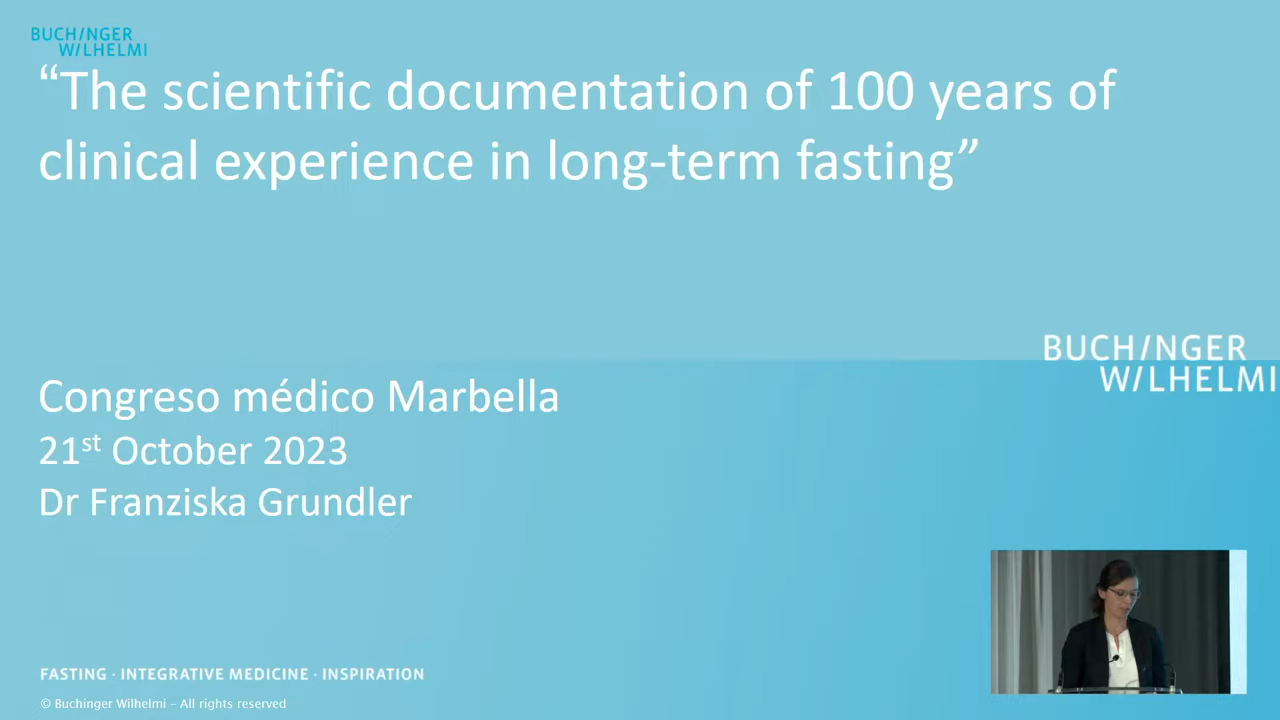 BUCHINGER
WILHELMI
“The scientific documentation of 100 years of
clinical experience in long-term fasting”
BUCHINGER
WILHELMI
Congreso médico Marbella
21st October 2023
Dr Franziska Grundler
FASTING · INTEGRATIVE MEDICINE · INSPIRATION
© Buchinger Wilhelmi – All rights reserved